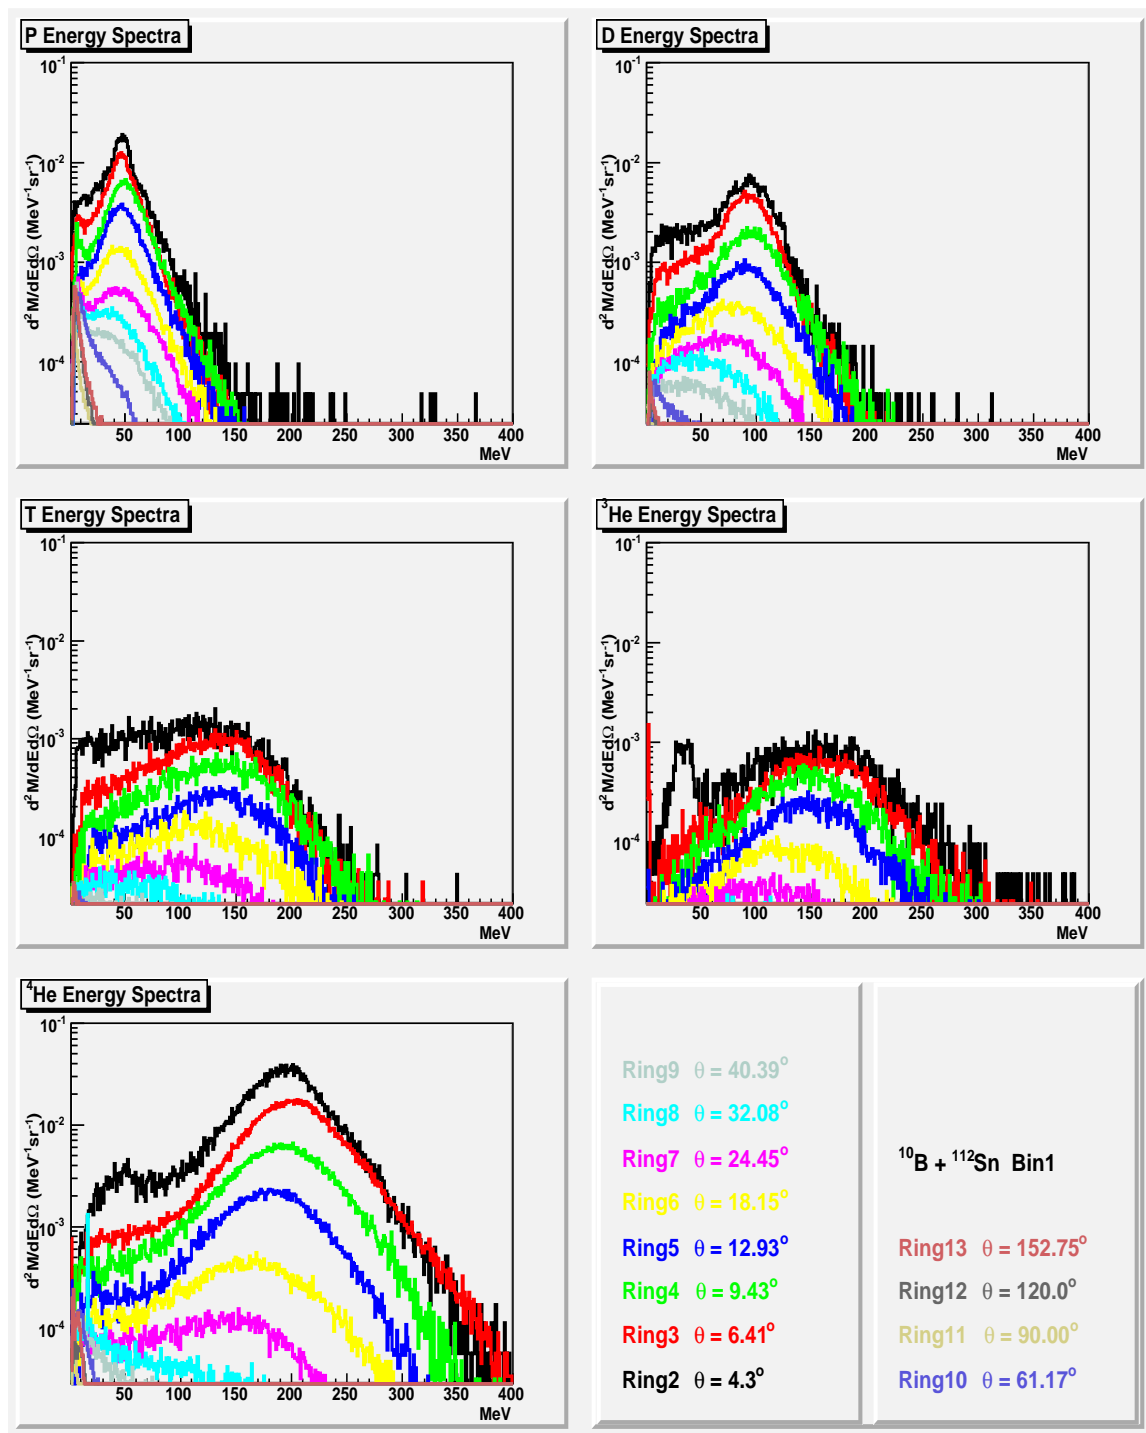 P Energy Spectra
d²M/dEdΩ (MeV⁻¹sr⁻¹)
10⁻¹
10⁻²
10⁻³
10⁻⁴
50 100 150 200 250 300 350 400
MeV
D Energy Spectra
d²M/dEdΩ (MeV⁻¹sr⁻¹)
10⁻¹
10⁻²
10⁻³
10⁻⁴
50 100 150 200 250 300 350 400
MeV
T Energy Spectra
d²M/dEdΩ (MeV⁻¹sr⁻¹)
10⁻¹
10⁻²
10⁻³
10⁻⁴
50 100 150 200 250 300 350 400
MeV
³He Energy Spectra
d²M/dEdΩ (MeV⁻¹sr⁻¹)
10⁻¹
10⁻²
10⁻³
10⁻⁴
50 100 150 200 250 300 350 400
MeV
⁴He Energy Spectra
d²M/dEdΩ (MeV⁻¹sr⁻¹)
10⁻¹
10⁻²
10⁻³
10⁻⁴
50 100 150 200 250 300 350 400
MeV
Ring9 θ = 40.39°
Ring8 θ = 32.08°
Ring7 θ = 24.45°
Ring6 θ = 18.15°
Ring5 θ = 12.93°
Ring4 θ = 9.43°
Ring3 θ = 6.41°
Ring2 θ = 4.3°
¹⁰B + ¹¹²Sn Bin1
Ring13 θ = 152.75°
Ring12 θ = 120.0°
Ring11 θ = 90.00°
Ring10 θ = 61.17°